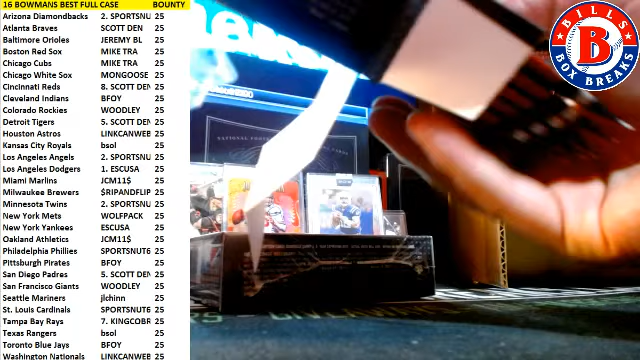 16 BOWMANS BEST FULL CASE BOUNTY
Arizona Diamondbacks 2. SPORTSNU 25
Atlanta Braves SCOTT DEN 25
Baltimore Orioles JEREMY BL 25
Boston Red Sox MIKE TRA 25
Chicago Cubs MIKE TRA 25
Chicago White Sox MONGOOSE 25
Cincinnati Reds 8. SCOTT DEN 25
Cleveland Indians BFOY 25
Colorado Rockies WOODLEY 25
Detroit Tigers 5. SCOTT DEN 25
Houston Astros LINKCANWEB 25
Kansas City Royals bsol 25
Los Angeles Angels 2. SPORTSNU 25
Los Angeles Dodgers 1. ESCUSA 25
Miami Marlins JCM11$ 25
Milwaukee Brewers $RIPANDFLIP 25
Minnesota Twins 2. SPORTSNU 25
New York Mets WOLFPACK 25
New York Yankees ESCUSA 25
Oakland Athletics JCM11$ 25
Philadelphia Phillies SPORTSNUT6 25
Pittsburgh Pirates BFOY 25
San Diego Padres 5. SCOTT DEN 25
San Francisco Giants WOODLEY 25
Seattle Mariners jlchinn 25
St. Louis Cardinals SPORTSNUT6 25
Tampa Bay Rays 7. KINGCOBR 25
Texas Rangers bsol 25
Toronto Blue Jays BFOY 25
Washington Nationals LINKCANWEB 25
BILLS
B
BOX BREAKS